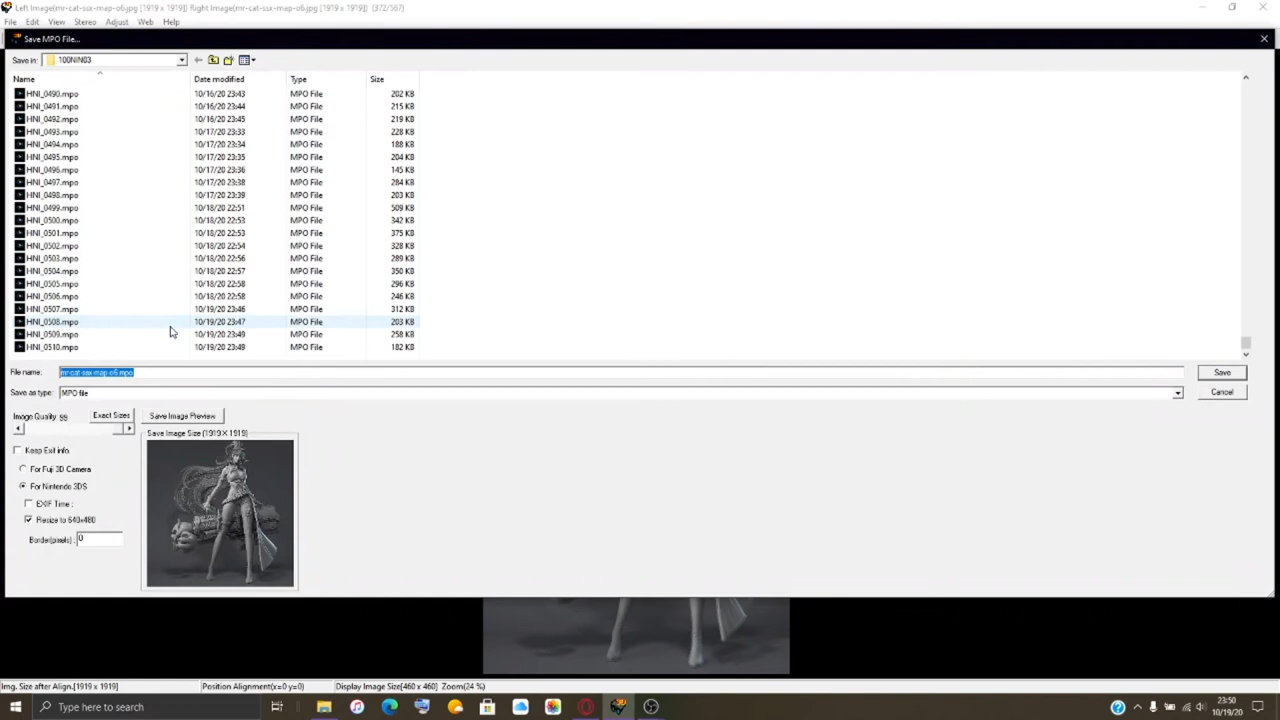 Left Image(mr-cat-ssx-map-o6.jpg [1919 x 1919]) Right Image(mr-cat-ssx-map-o6.jpg [1919 x 1919]) (372/567)
File Edit View Stereo Adjust Web Help
Save MPO File...
Save in: 100NIN03
Name Date modified Type Size
HNI_0490.mpo 10/16/20 23:43 MPO File 202 KB
HNI_0491.mpo 10/16/20 23:44 MPO File 215 KB
HNI_0492.mpo 10/16/20 23:45 MPO File 219 KB
HNI_0493.mpo 10/17/20 23:33 MPO File 228 KB
HNI_0494.mpo 10/17/20 23:34 MPO File 188 KB
HNI_0495.mpo 10/17/20 23:35 MPO File 204 KB
HNI_0496.mpo 10/17/20 23:36 MPO File 145 KB
HNI_0497.mpo 10/17/20 23:38 MPO File 284 KB
HNI_0498.mpo 10/17/20 23:39 MPO File 203 KB
HNI_0499.mpo 10/18/20 22:51 MPO File 509 KB
HNI_0500.mpo 10/18/20 22:53 MPO File 342 KB
HNI_0501.mpo 10/18/20 22:53 MPO File 375 KB
HNI_0502.mpo 10/18/20 22:54 MPO File 328 KB
HNI_0503.mpo 10/18/20 22:56 MPO File 289 KB
HNI_0504.mpo 10/18/20 22:57 MPO File 350 KB
HNI_0505.mpo 10/18/20 22:58 MPO File 296 KB
HNI_0506.mpo 10/18/20 22:58 MPO File 246 KB
HNI_0507.mpo 10/19/20 23:46 MPO File 312 KB
HNI_0508.mpo 10/19/20 23:47 MPO File 203 KB
HNI_0509.mpo 10/19/20 23:49 MPO File 258 KB
HNI_0510.mpo 10/19/20 23:49 MPO File 182 KB
File name: mr-cat-ssx-map-o6.mpo Save
Save as type: MPO file Cancel
Image Quality: 99 Exact Sizes Save Image Preview
Save Image Size (1919X1919)
Keep Exif info.
For Fuji 3D Camera
For Nintendo 3DS
EXIF Time :
Resize to 640x480
Border(pixels) : 0
Img. Size after Align.[1919 x 1919] Position Alignment(x=0 y=0) Display Image Size[460 x 460] Zoom(24 %)
Type here to search
23:50
10/19/20